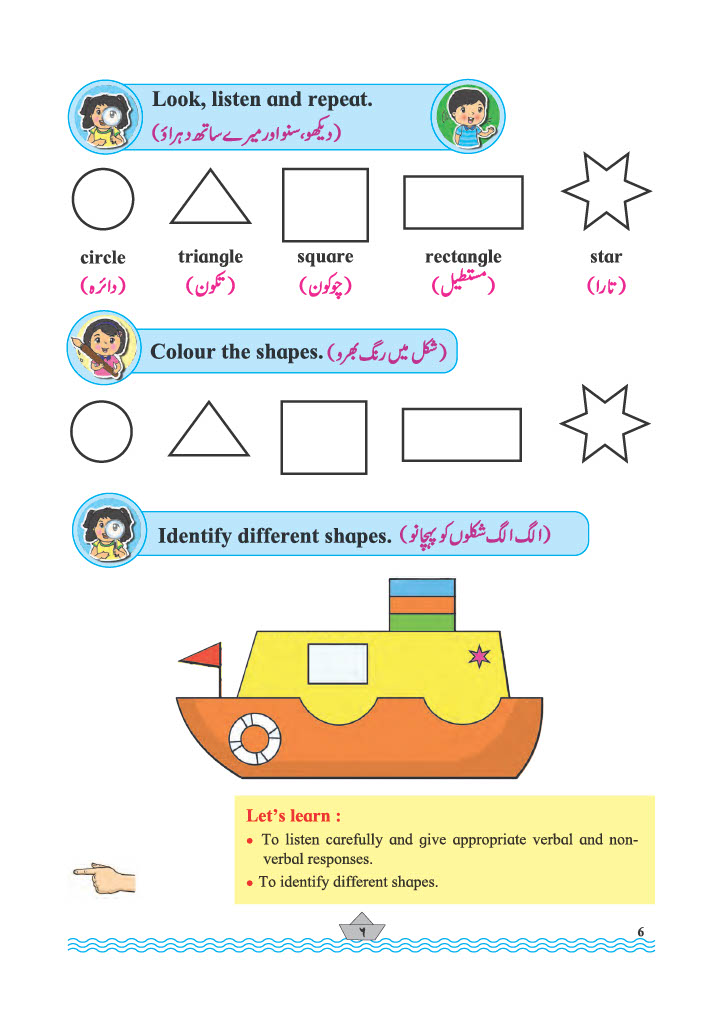 Look, listen and repeat.
(دیکھو، سنو اور میرے ساتھ دہراؤ)
circle triangle square rectangle star
(دائرہ) (تکون) (چوکون) (مستطیل) (تارا)
Colour the shapes. (شکل میں رنگ بھرو)
Identify different shapes. (الگ الگ شکلوں کو پہچانو)
Let's learn :
• To listen carefully and give appropriate verbal and non-
verbal responses.
• To identify different shapes.
۶ 6